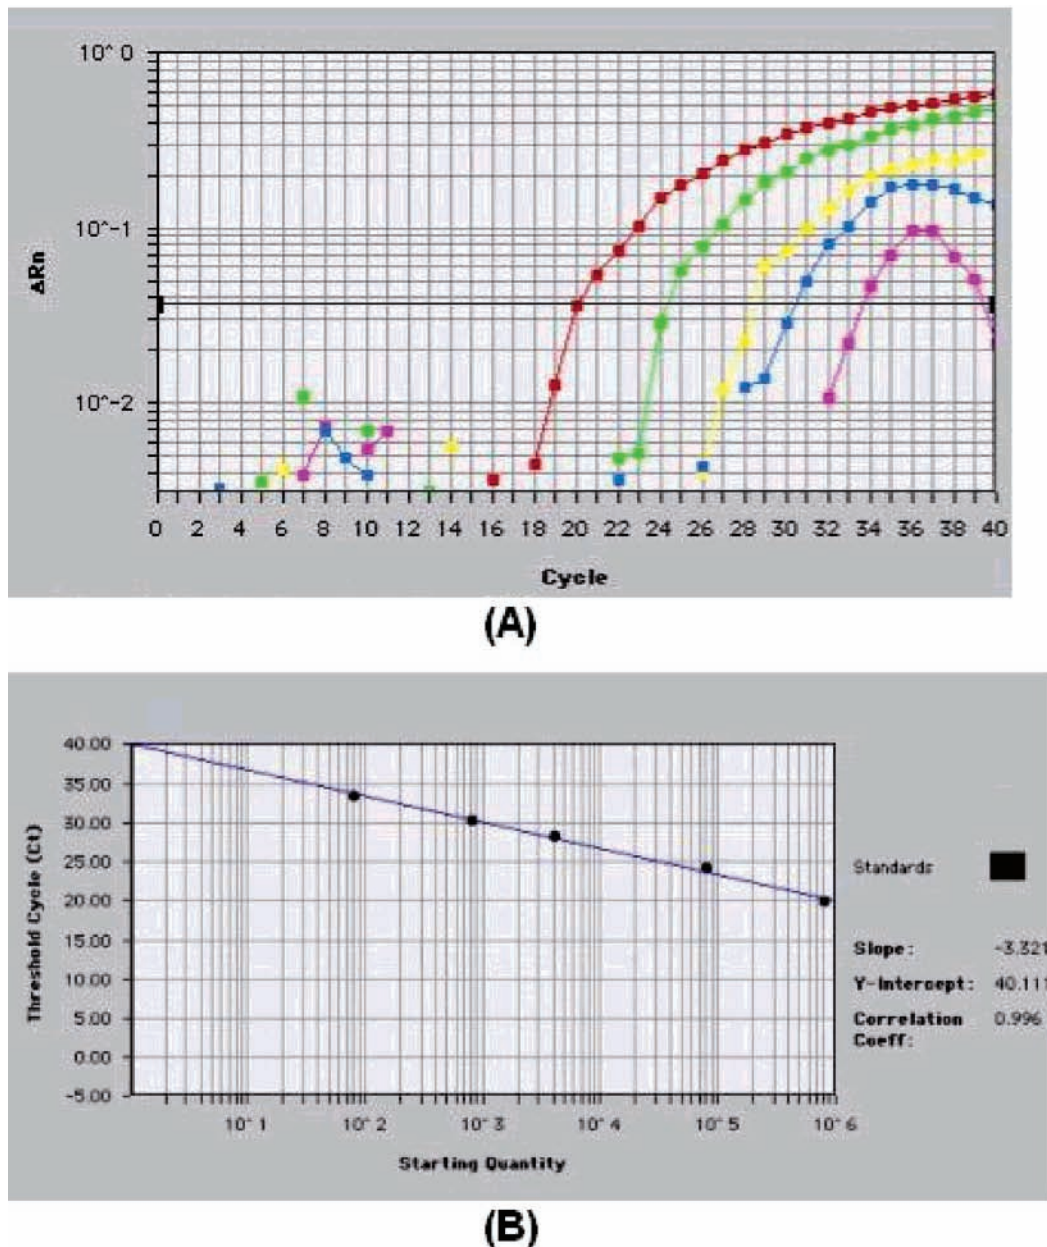 10^ 0
10^-1
10^-2
ΔRn
0 2 4 6 8 10 12 14 16 18 20 22 24 26 28 30 32 34 36 38 40
Cycle
(A)
40.00
35.00
30.00
25.00
20.00
15.00
10.00
5.00
0.00
-5.00
Threshold Cycle (Ct)
10^ 1 10^ 2 10^ 3 10^ 4 10^ 5 10^ 6
Starting Quantity
Standards
Slope: -3.321
Y-Intercept: 40.111
Correlation 0.996
Coeff:
(B)